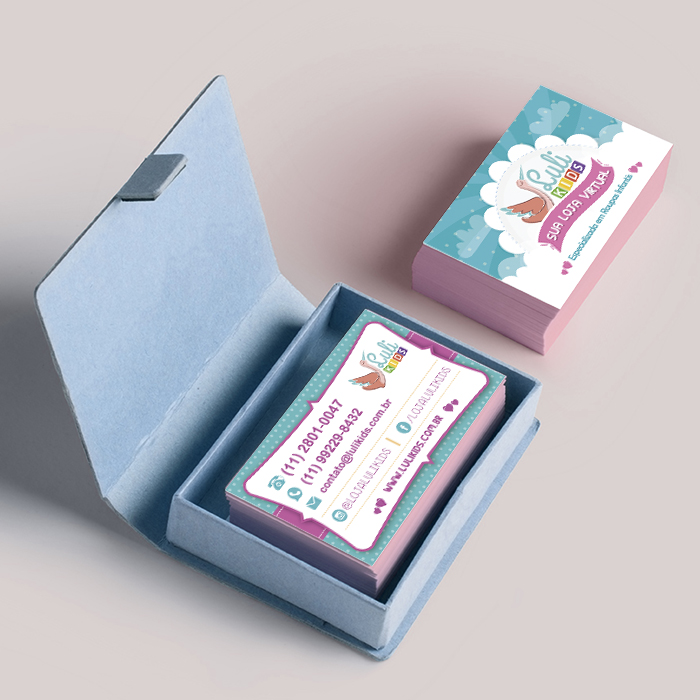 Luli
KIDS
SUA LOJA VIRTUAL
Especializada em Roupas Infantis
Luli
KIDS
(11) 2801-0047
(11) 99229-8432
contato@lulikids.com.br
@LOJALULIKIDS | /LOJALULIKIDS
WWW.LULIKIDS.COM.BR